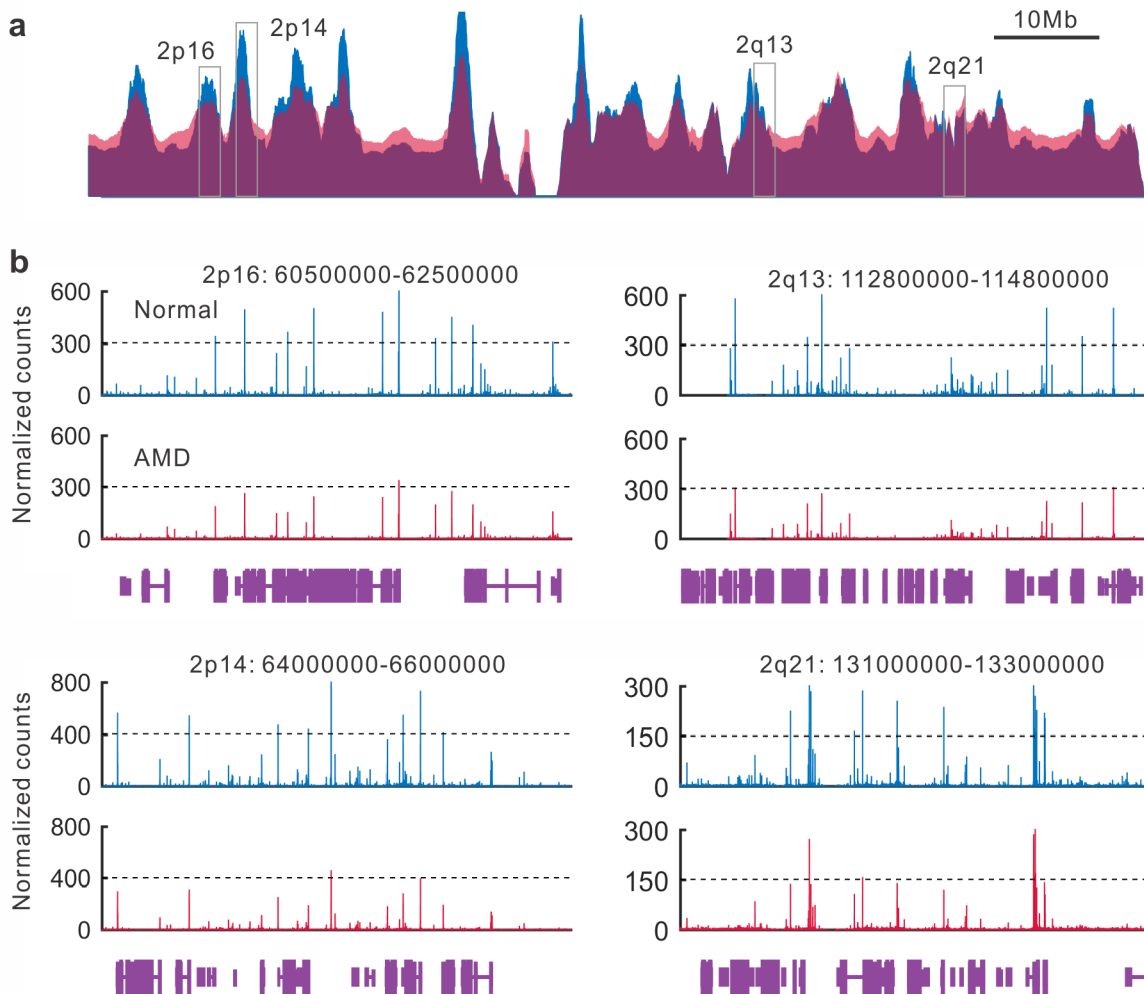 a
2p16
2p14
2q13
2q21
10Mb
b
2p16: 60500000-62500000
Normalized counts
600
300
0
Normal
600
300
0
AMD
2q13: 112800000-114800000
600
300
0
600
300
0
2p14: 64000000-66000000
Normalized counts
800
400
0
800
400
0
2q21: 131000000-133000000
300
150
0
300
150
0